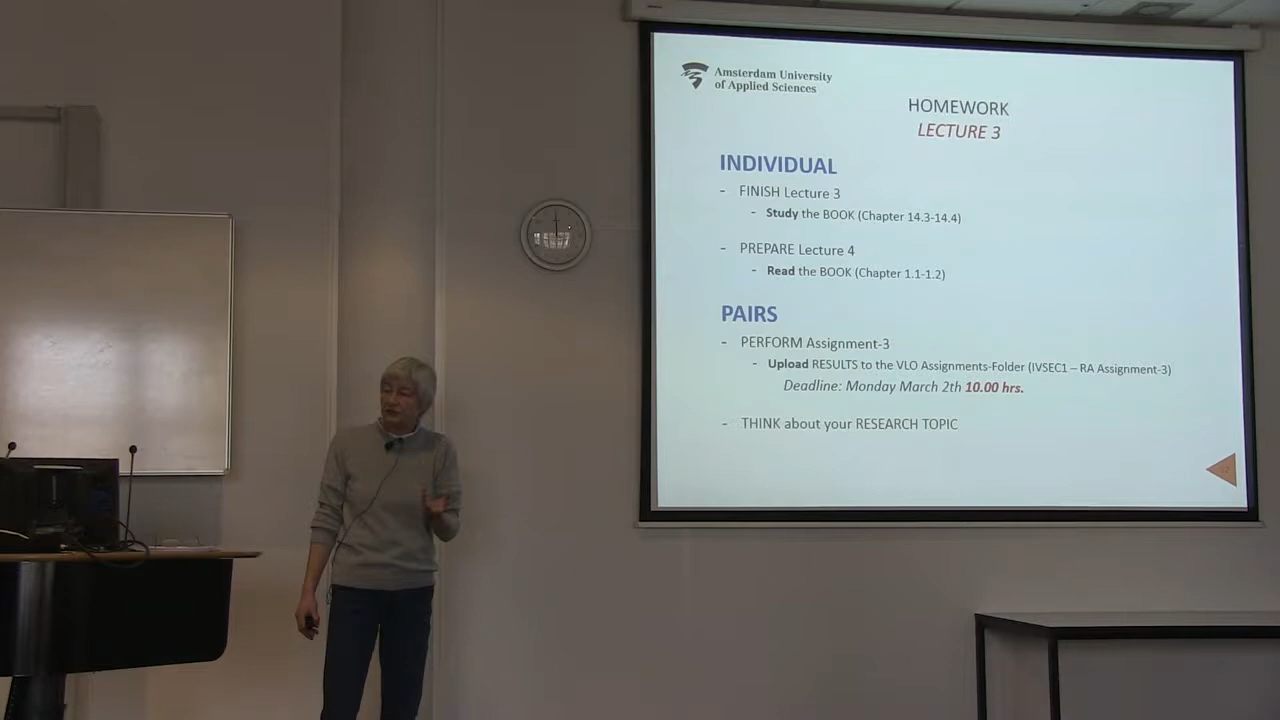 Amsterdam University
of Applied Sciences
HOMEWORK
LECTURE 3
INDIVIDUAL
- FINISH Lecture 3
- Study the BOOK (Chapter 14.3-14.4)
- PREPARE Lecture 4
- Read the BOOK (Chapter 1.1-1.2)
PAIRS
- PERFORM Assignment-3
- Upload RESULTS to the VLO Assignments-Folder (IVSEC1 – RA Assignment-3)
Deadline: Monday March 2th 10.00 hrs.
- THINK about your RESEARCH TOPIC